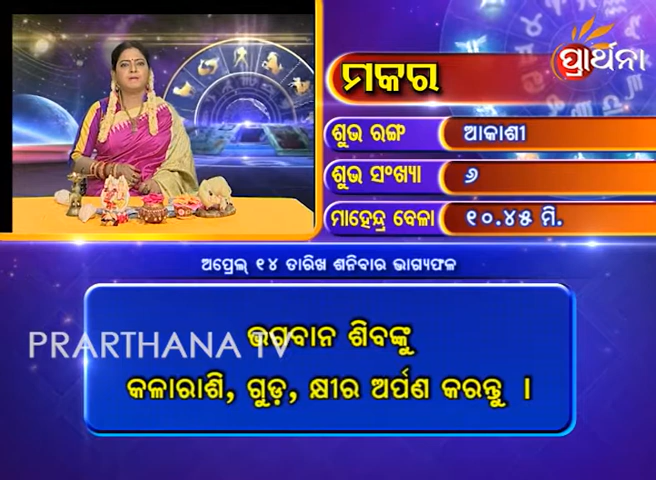 ପ୍ରାର୍ଥନା
ମକର
ଶୁଭ ରଙ୍ଗ ଆକାଶୀ
ଶୁଭ ସଂଖ୍ୟା ୬
ମାହେନ୍ଦ୍ର ବେଳା ୧୦.୪୫ ମି.
ଅପ୍ରେଲ୍ ୧୪ ତାରିଖ ଶନିବାର ଭାଗ୍ୟଫଳ
PRARTHANA TV
ଭଗବାନ ଶିବଙ୍କୁ
କଳାରାଶି, ଗୁଡ଼, କ୍ଷୀର ଅର୍ପଣ କରନ୍ତୁ ।